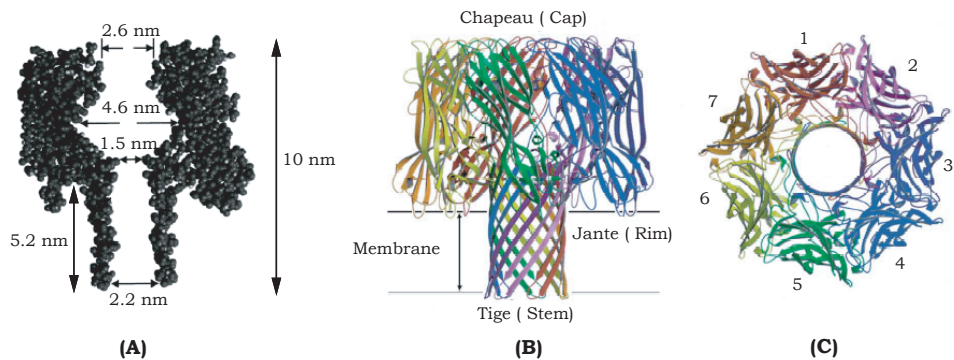 2.6 nm
4.6 nm
1.5 nm
10 nm
5.2 nm
2.2 nm
(A)
Chapeau ( Cap)
Membrane
Jante ( Rim)
Tige ( Stem)
(B)
1
2
3
4
5
6
7
(C)